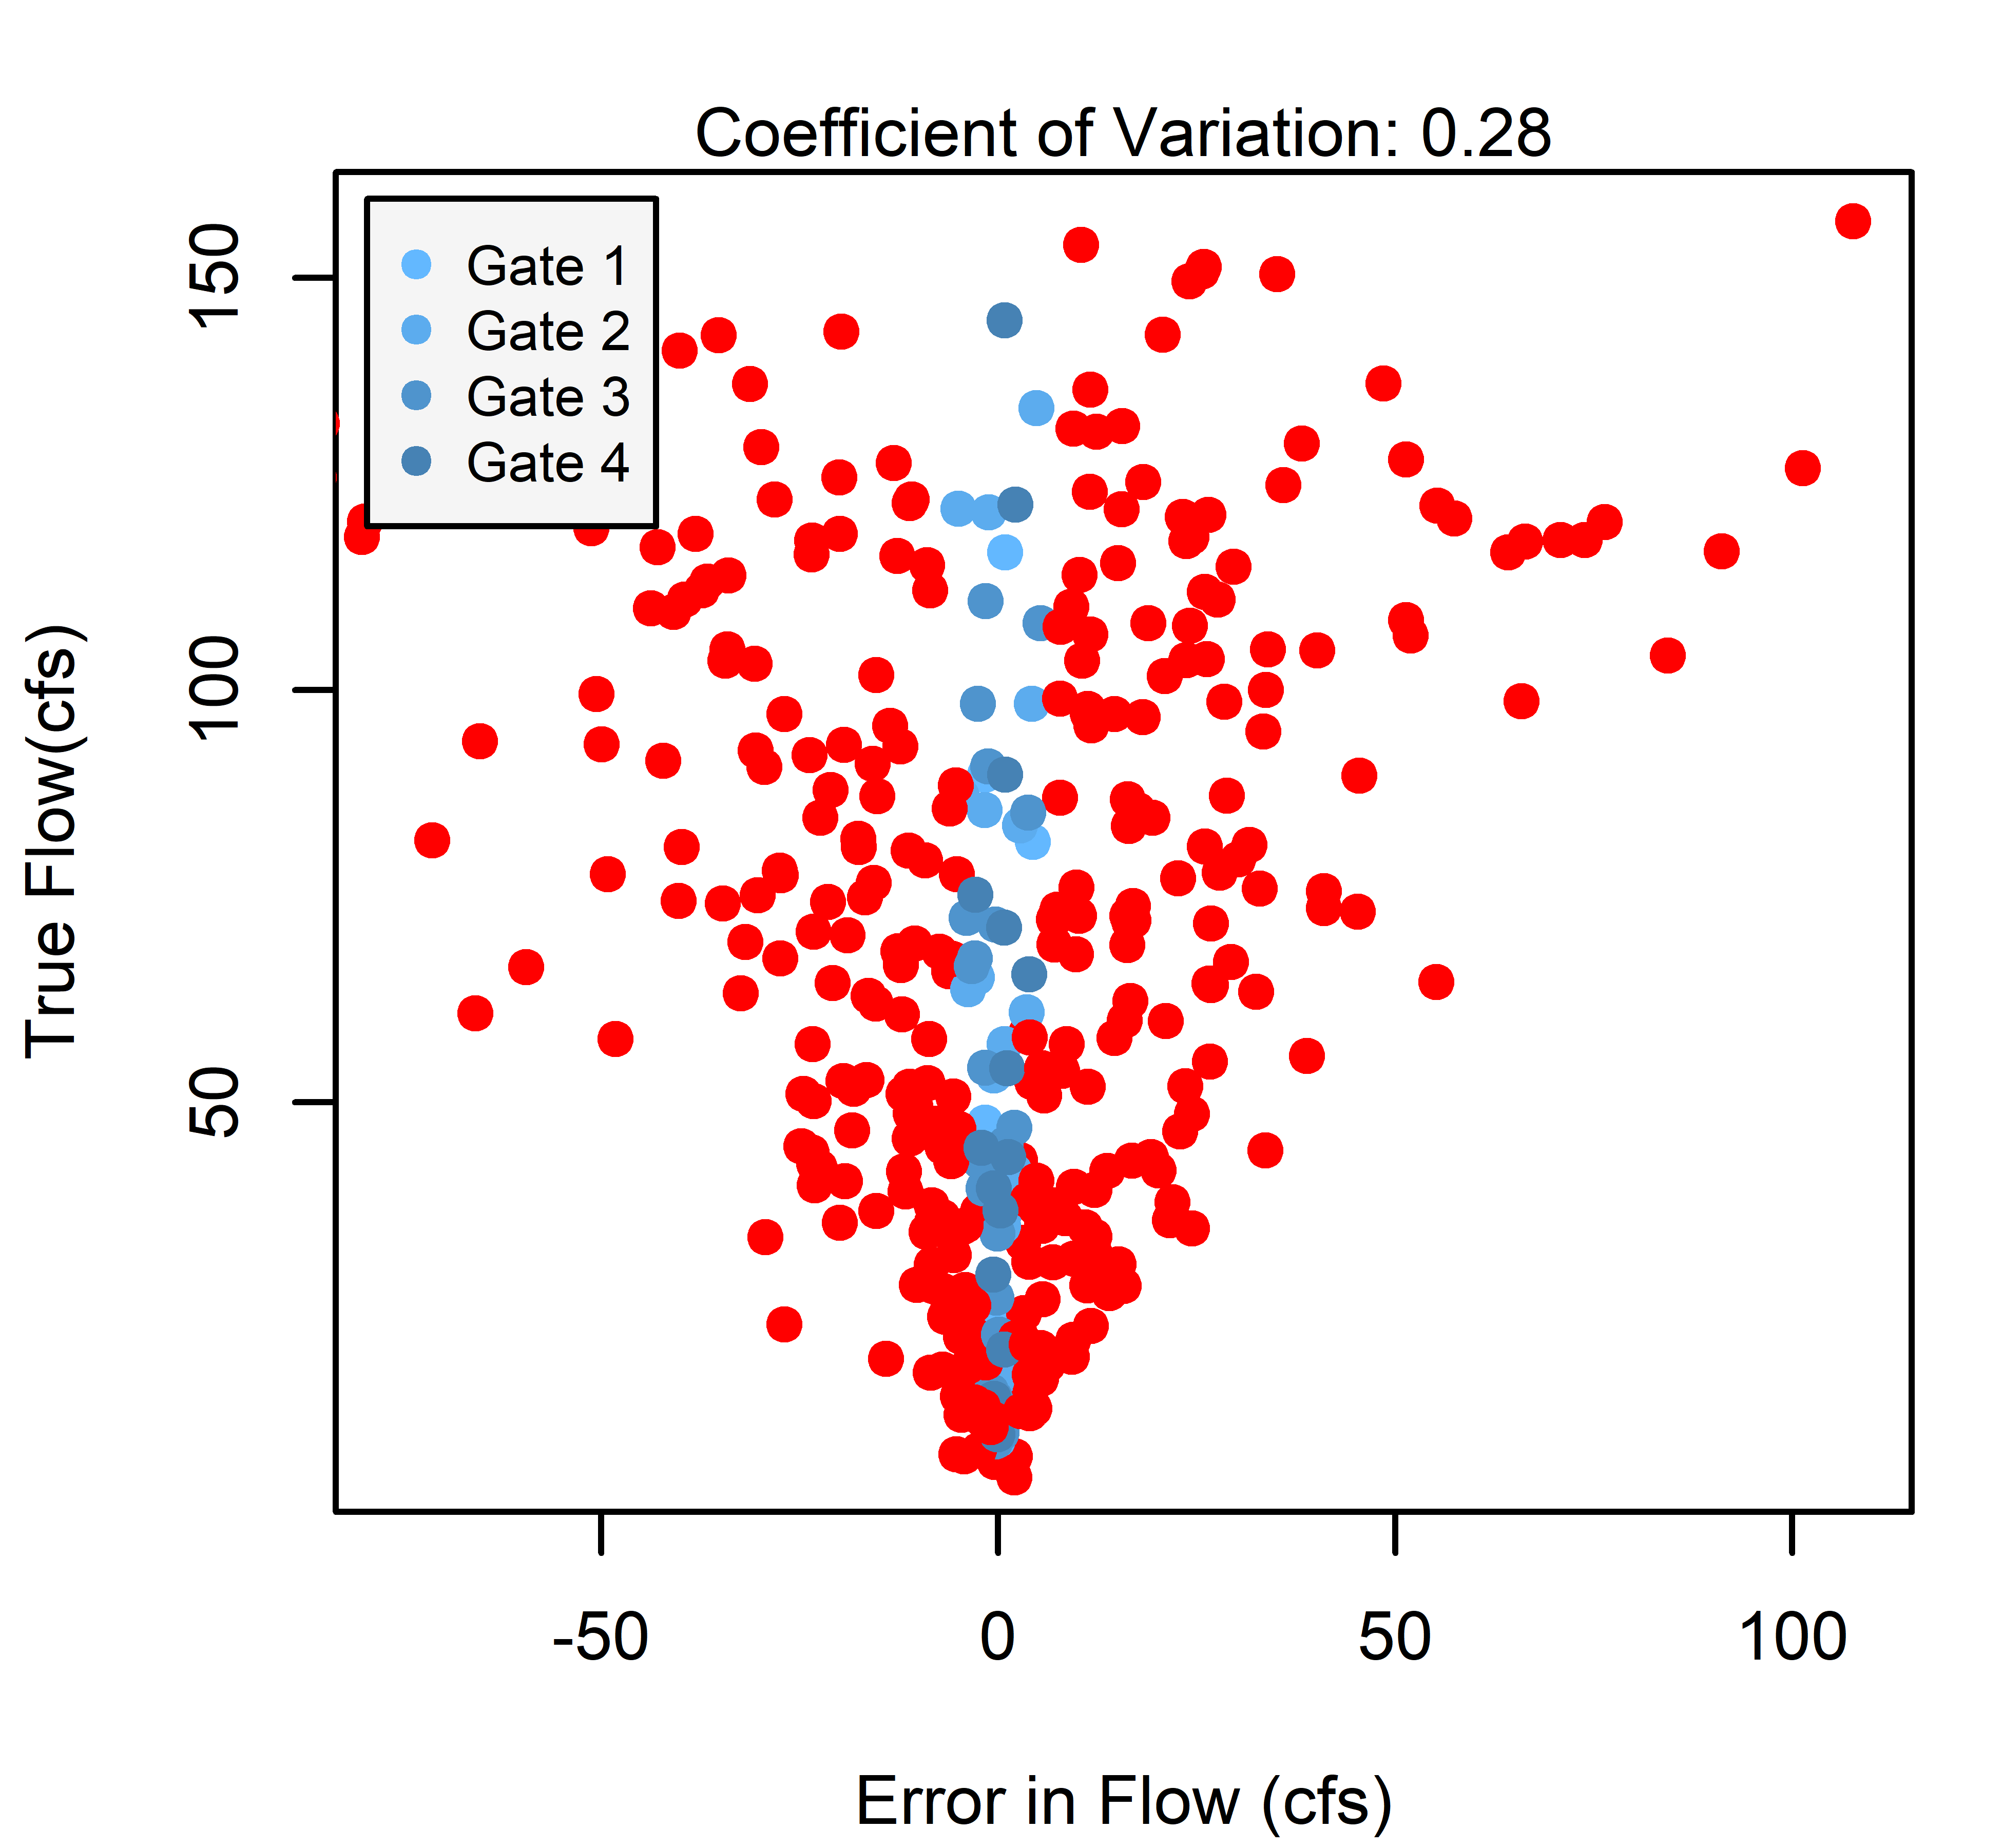 Coefficient of Variation: 0.28
Gate 1
Gate 2
Gate 3
Gate 4
True Flow(cfs)
150
100
50
-50 0 50 100
Error in Flow (cfs)